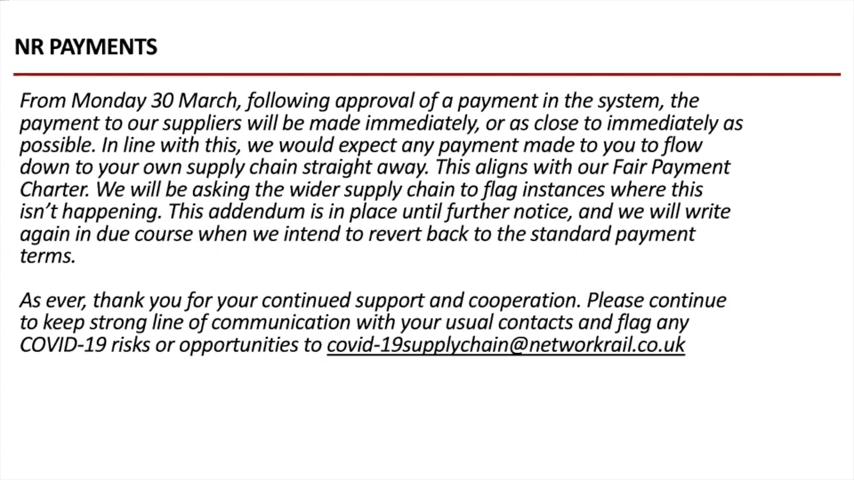 NR PAYMENTS
From Monday 30 March, following approval of a payment in the system, the
payment to our suppliers will be made immediately, or as close to immediately as
possible. In line with this, we would expect any payment made to you to flow
down to your own supply chain straight away. This aligns with our Fair Payment
Charter. We will be asking the wider supply chain to flag instances where this
isn’t happening. This addendum is in place until further notice, and we will write
again in due course when we intend to revert back to the standard payment
terms.
As ever, thank you for your continued support and cooperation. Please continue
to keep strong line of communication with your usual contacts and flag any
COVID-19 risks or opportunities to covid-19supplychain@networkrail.co.uk